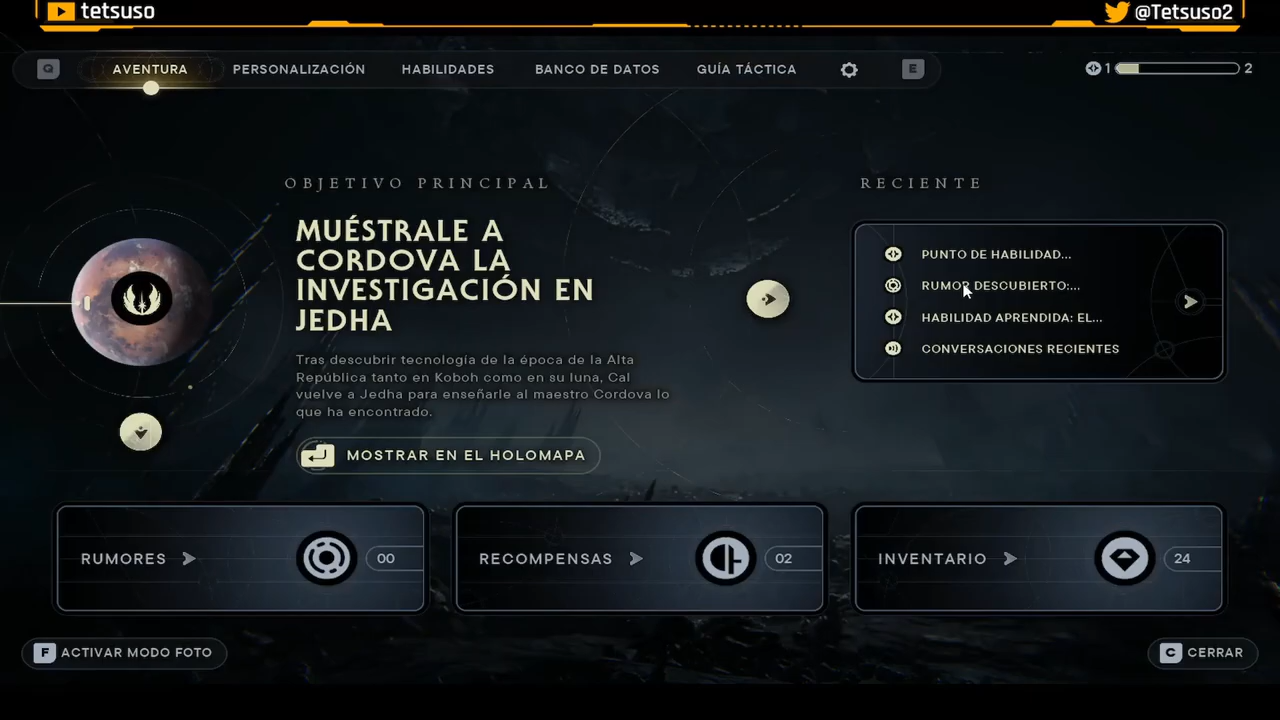 tetsuso
@Tetsuso2
Q
AVENTURA
PERSONALIZACIÓN
HABILIDADES
BANCO DE DATOS
GUÍA TÁCTICA
E
1
2
OBJETIVO PRINCIPAL
MUÉSTRALE A
CORDOVA LA
INVESTIGACIÓN EN
JEDHA
Tras descubrir tecnología de la época de la Alta
República tanto en Koboh como en su luna, Cal
vuelve a Jedha para enseñarle al maestro Cordova lo
que ha encontrado.
MOSTRAR EN EL HOLOMAPA
RECIENTE
PUNTO DE HABILIDAD...
RUMOR DESCUBIERTO:...
HABILIDAD APRENDIDA: EL...
CONVERSACIONES RECIENTES
RUMORES
00
RECOMPENSAS
02
INVENTARIO
24
F ACTIVAR MODO FOTO
C CERRAR